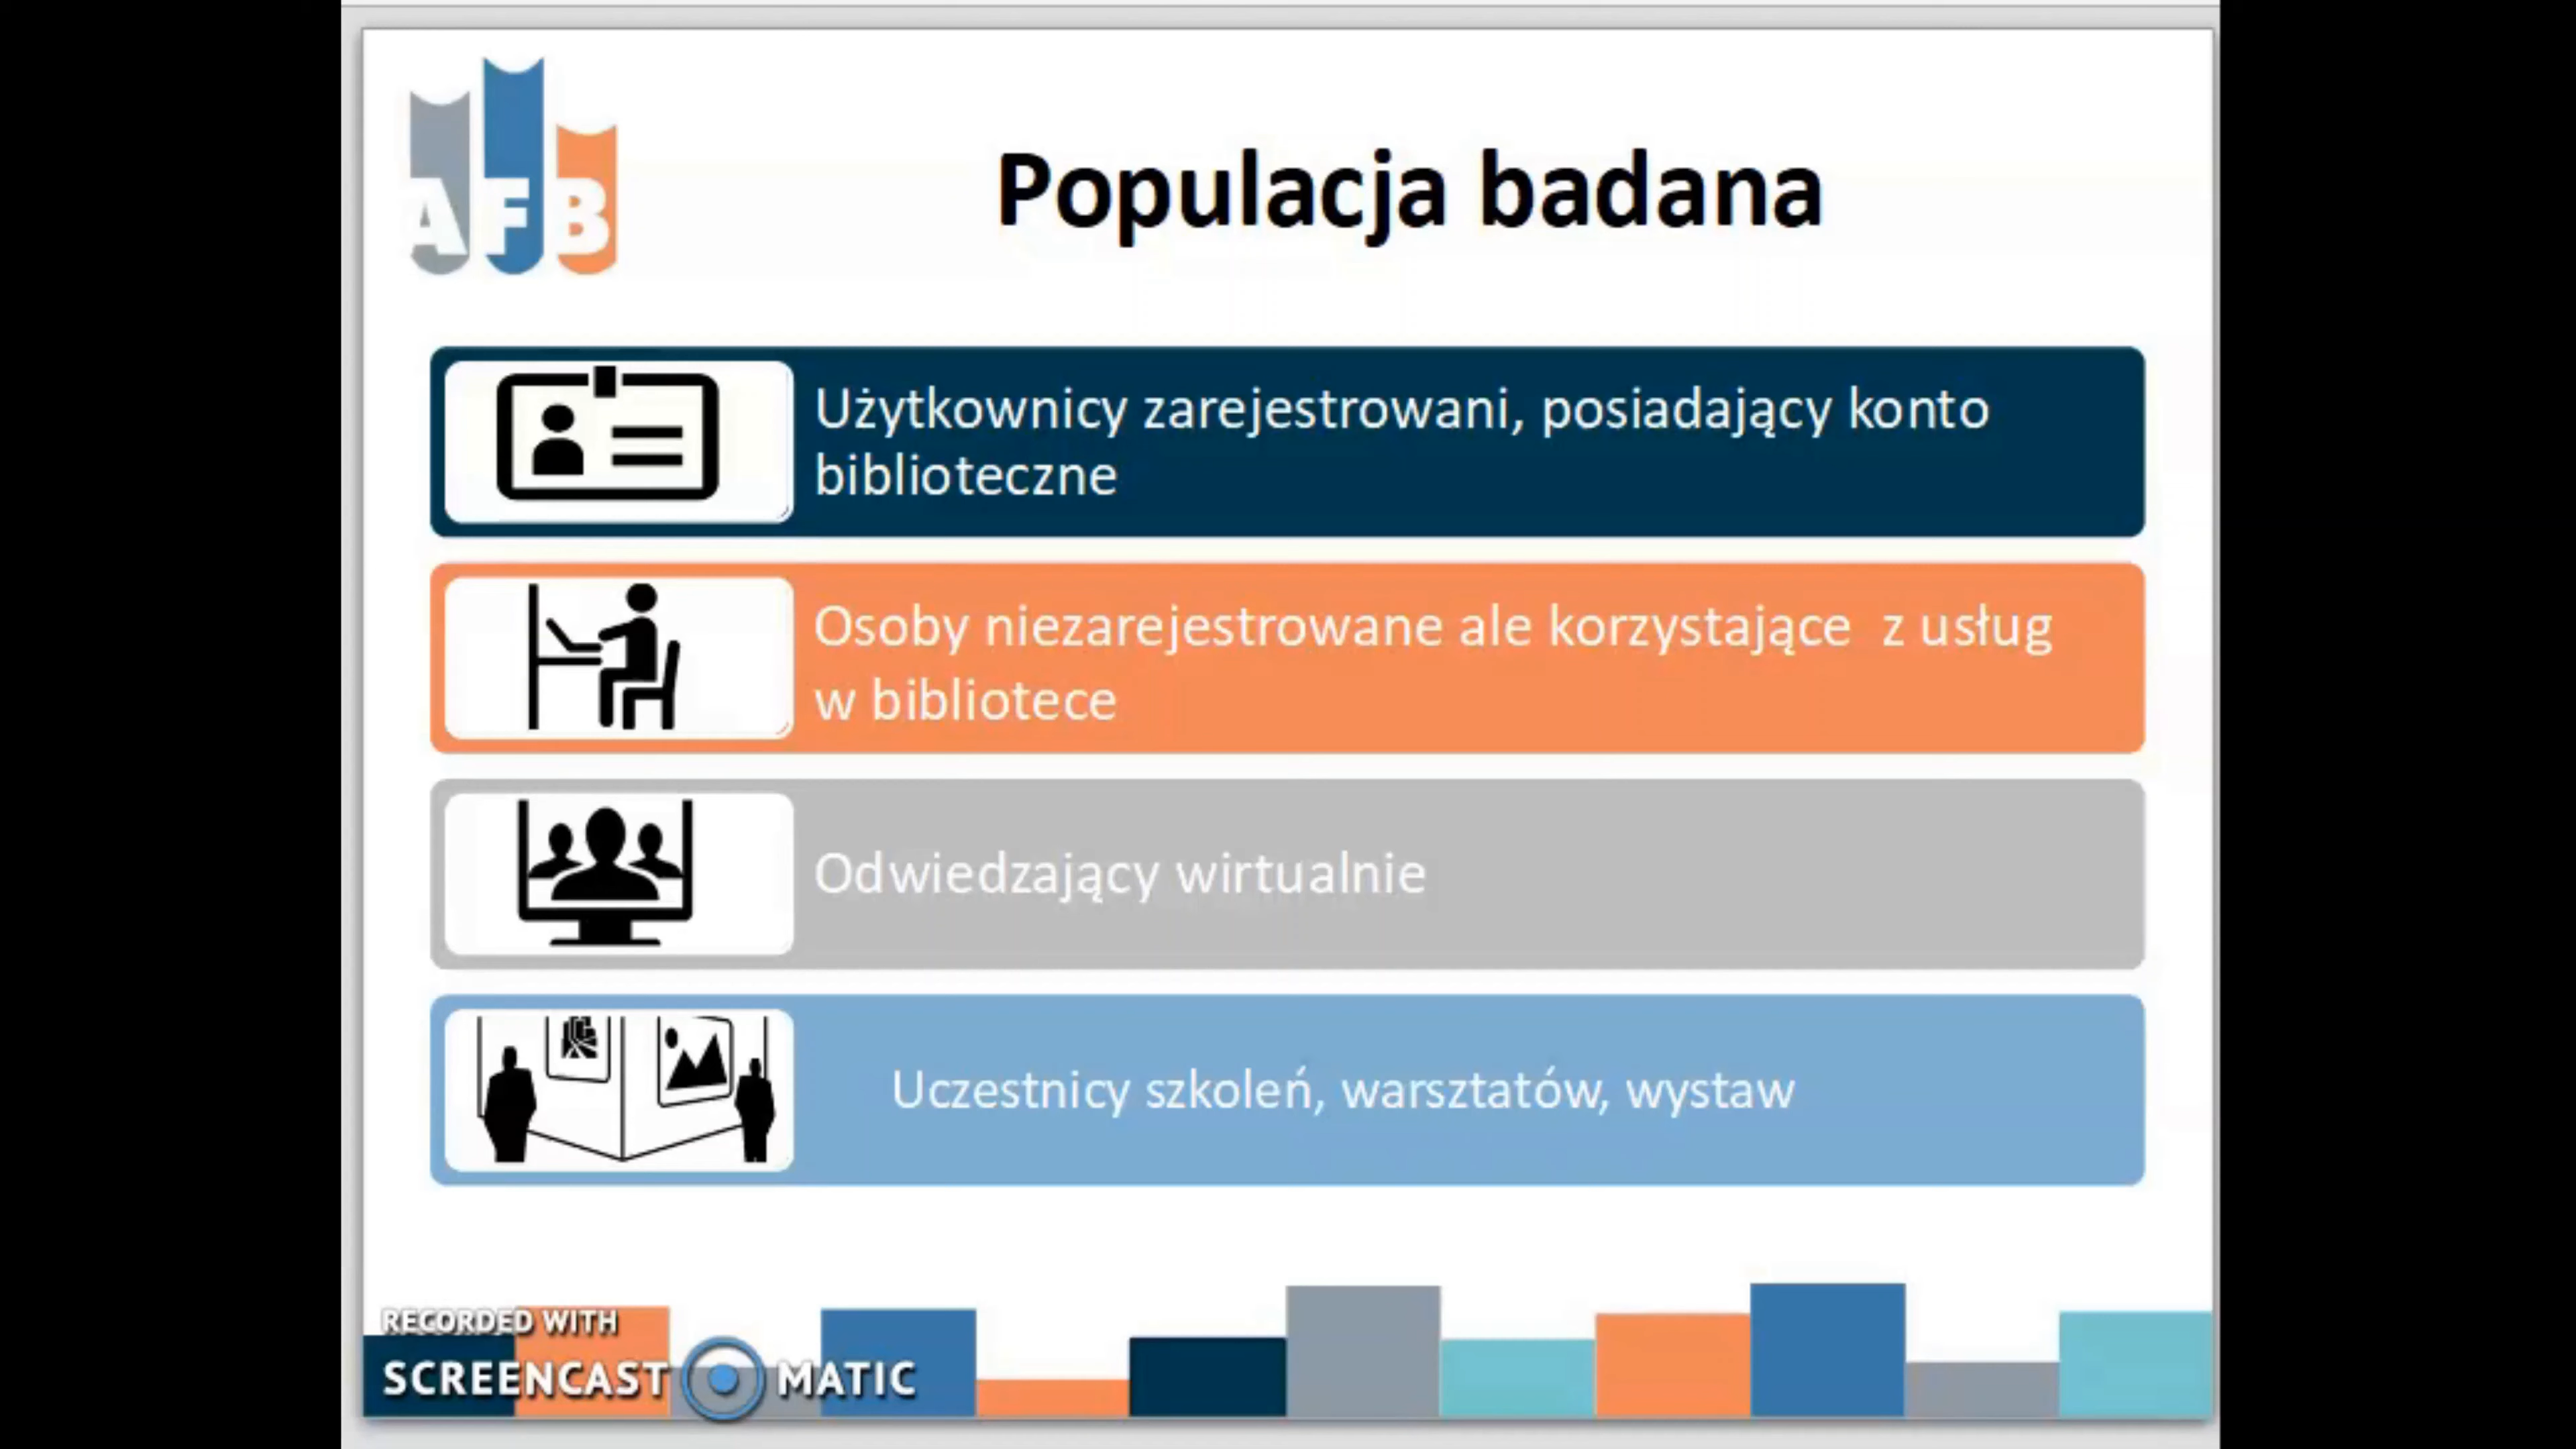 AFB
Populacja badana
Użytkownicy zarejestrowani, posiadający konto
biblioteczne
Osoby niezarejestrowane ale korzystające z usług
w bibliotece
Odwiedzający wirtualnie
Uczestnicy szkoleń, warsztatów, wystaw
RECORDED WITH
SCREENCAST MATIC